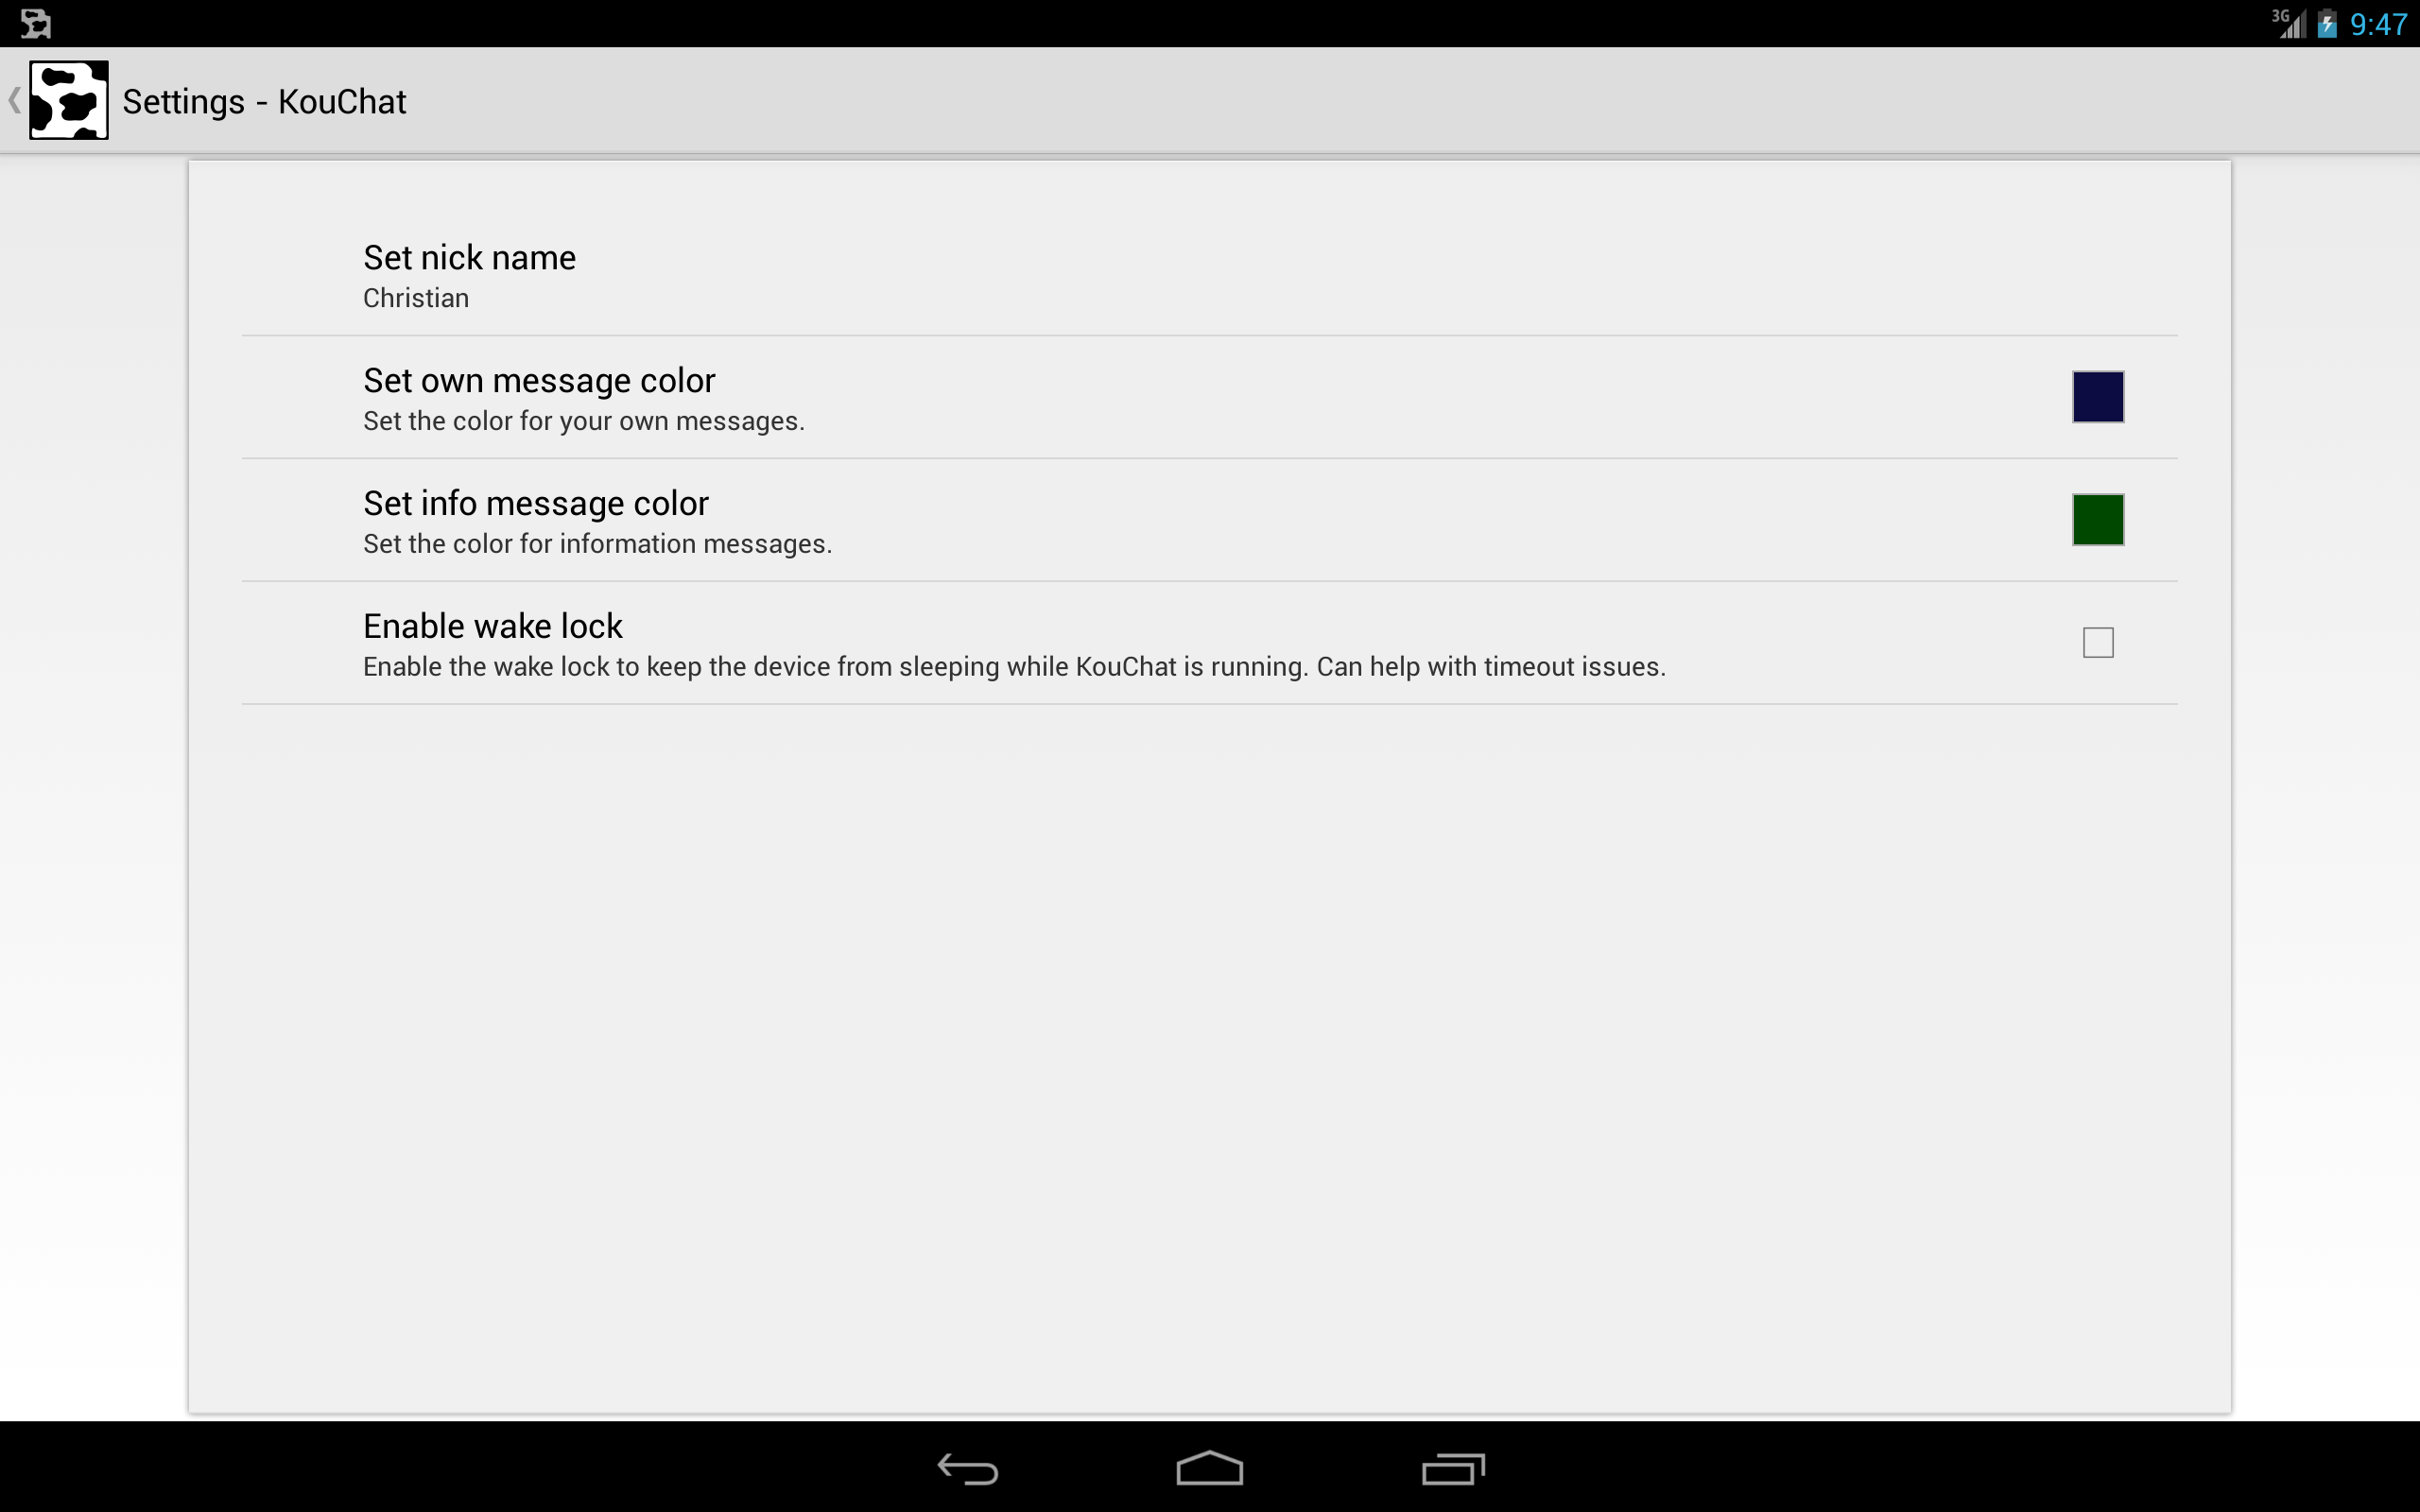 3G 9:47
Settings - KouChat
Set nick name
Christian
Set own message color
Set the color for your own messages.
Set info message color
Set the color for information messages.
Enable wake lock
Enable the wake lock to keep the device from sleeping while KouChat is running. Can help with timeout issues.